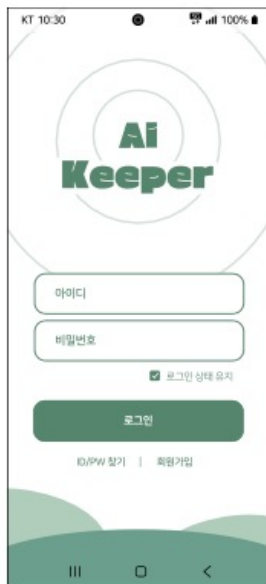 KT 10:30 5G 100%
Ai
Keeper
아이디
비밀번호
로그인 상태 유지
로그인
ID/PW 찾기 | 회원가입